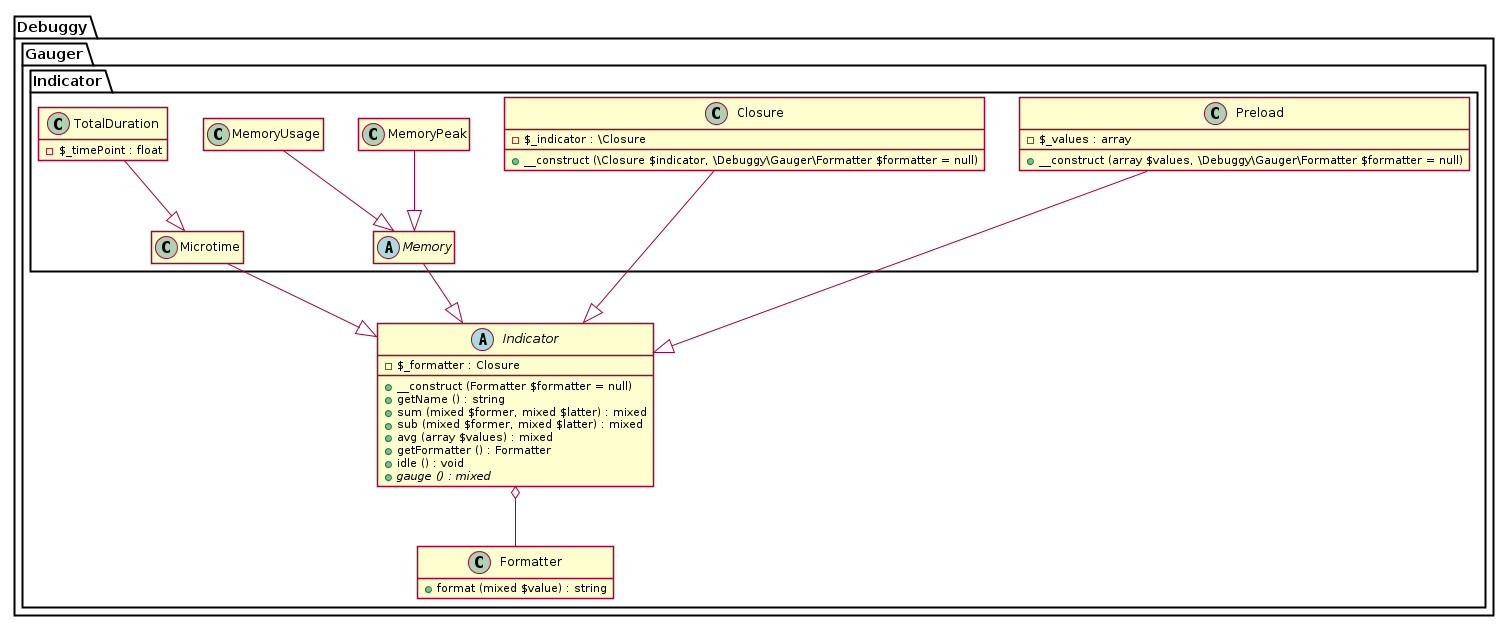 Debuggy
Gauger
Indicator
C TotalDuration
$_timePoint : float
C MemoryUsage
C MemoryPeak
C Closure
$_indicator : \Closure
__construct (\Closure $indicator, \Debuggy\Gauger\Formatter $formatter = null)
C Preload
$_values : array
__construct (array $values, \Debuggy\Gauger\Formatter $formatter = null)
C Microtime
A Memory
A Indicator
$_formatter : Closure
__construct (Formatter $formatter = null)
getName () : string
sum (mixed $former, mixed $latter) : mixed
sub (mixed $former, mixed $latter) : mixed
avg (array $values) : mixed
getFormatter () : Formatter
idle () : void
gauge () : mixed
C Formatter
format (mixed $value) : string